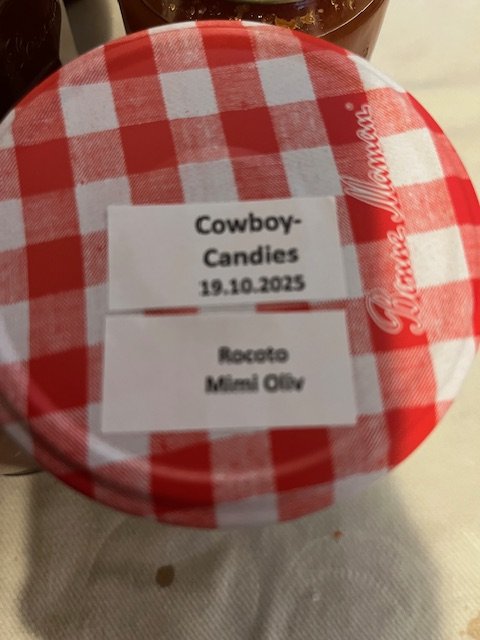 Cowboy-
Candies
19.10.2025
Rocoto
Mimi Oliv
Bonne Maman®